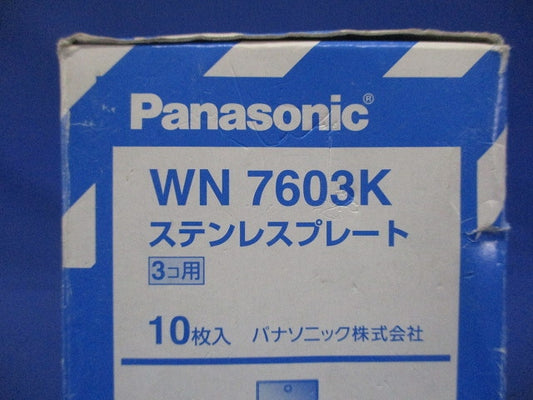 Panasonic®
WN 7603K
ステンレスプレート
3コ用
10枚入 パナソニック株式会社